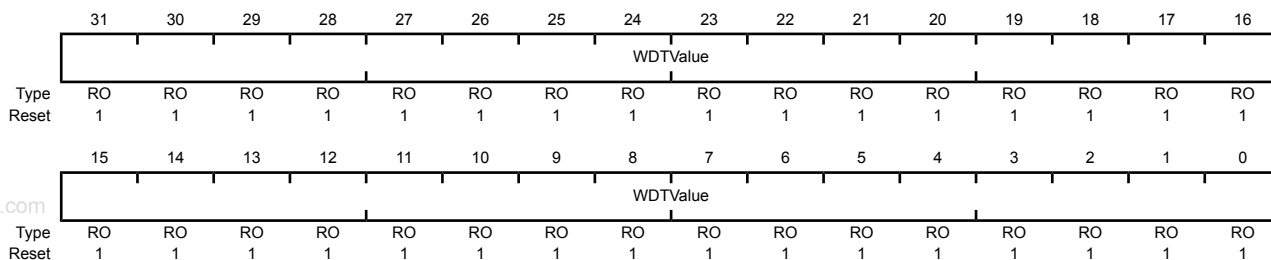 31 30 29 28 27 26 25 24 23 22 21 20 19 18 17 16
WDTValue
Type RO RO RO RO RO RO RO RO RO RO RO RO RO RO RO RO
Reset 1 1 1 1 1 1 1 1 1 1 1 1 1 1 1 1
15 14 13 12 11 10 9 8 7 6 5 4 3 2 1 0
WDTValue
.com
Type RO RO RO RO RO RO RO RO RO RO RO RO RO RO RO RO
Reset 1 1 1 1 1 1 1 1 1 1 1 1 1 1 1 1